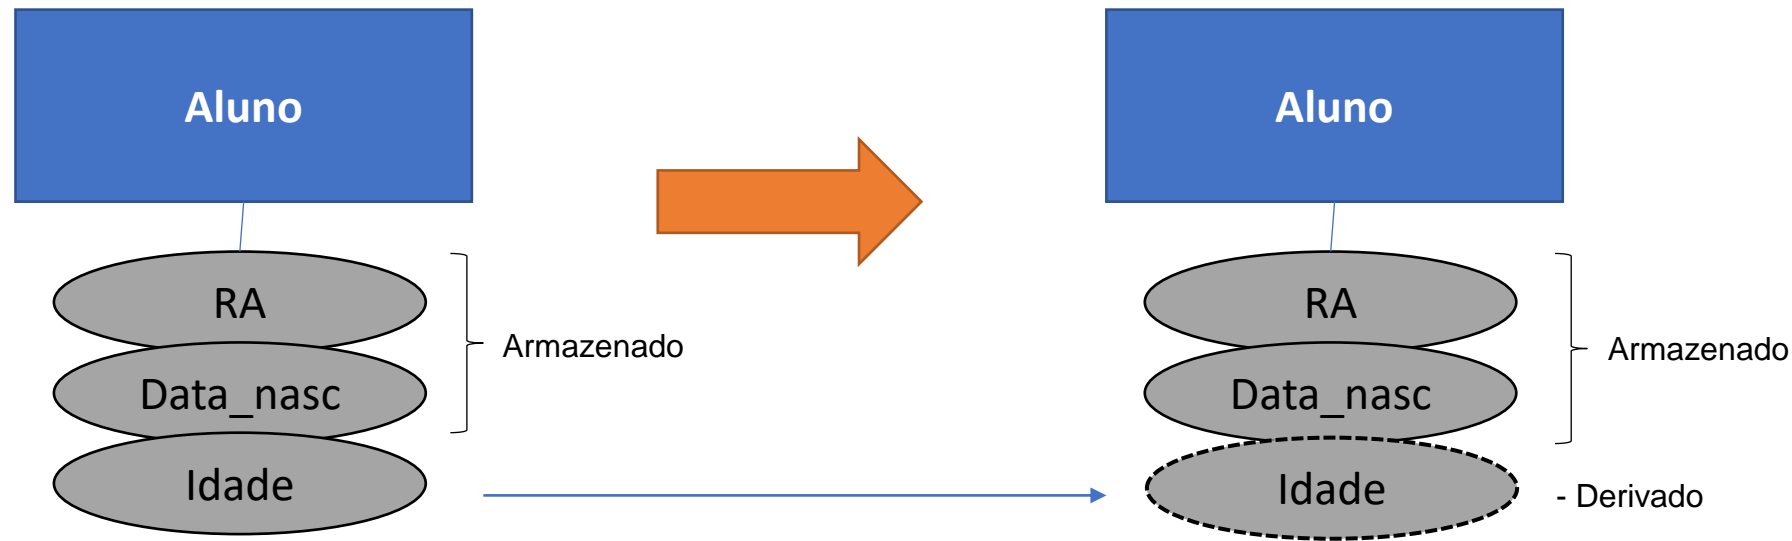 Aluno
RA
Data_nasc
Idade
Armazenado
Aluno
RA
Data_nasc
Idade
Armazenado
- Derivado